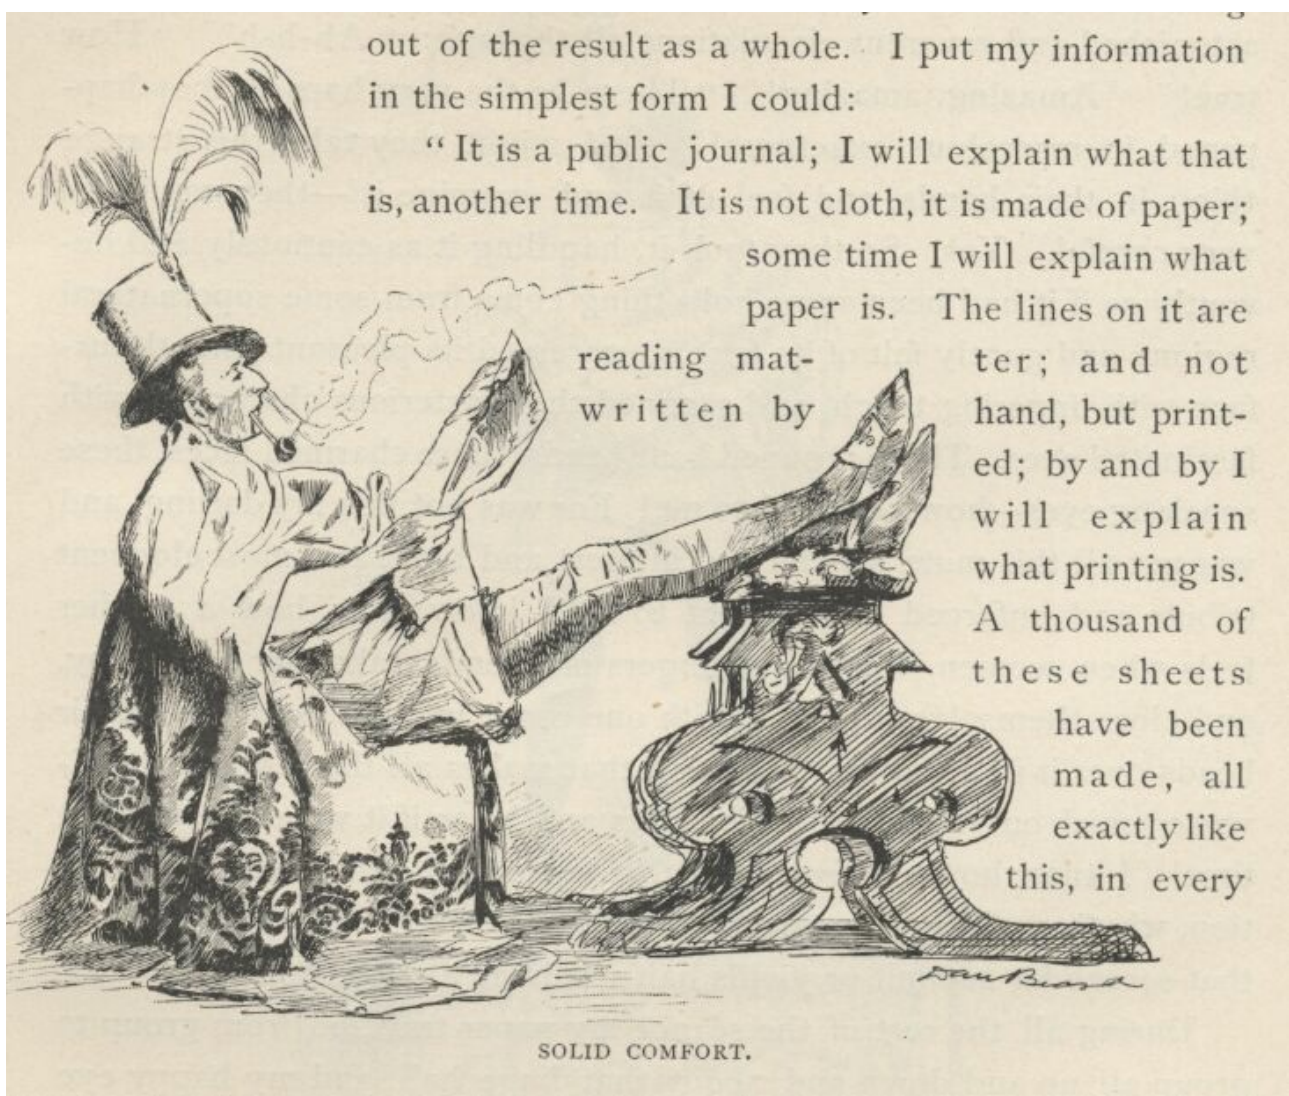 out of the result as a whole. I put my information
in the simplest form I could:
“ It is a public journal; I will explain what that
is, another time. It is not cloth, it is made of paper;
some time I will explain what
paper is. The lines on it are
reading mat- ter; and not
written by hand, but print-
ed; by and by I
will explain
what printing is.
A thousand of
these sheets
have been
made, all
exactly like
this, in every
Dan Beard
SOLID COMFORT.